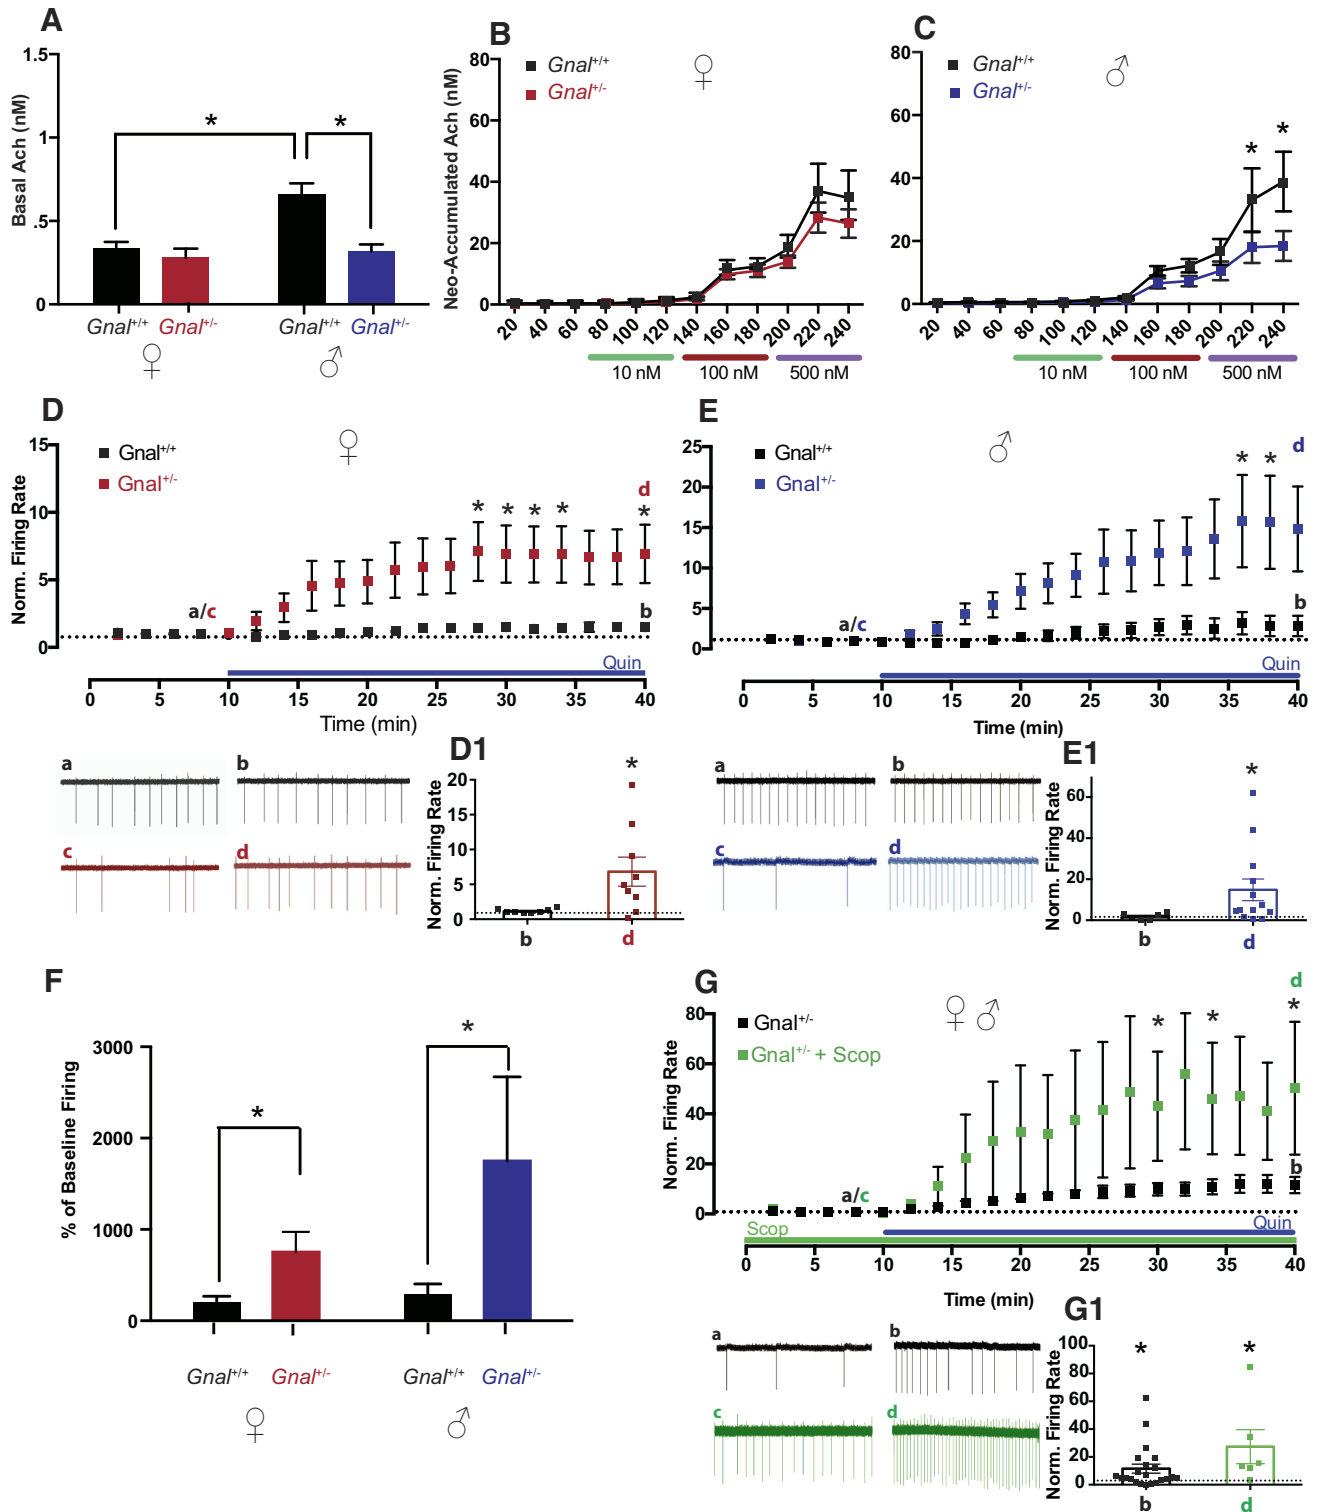 A
1.5
1
.5
0
Basal Ach (nM)
*
*
Gnal+/+
Gnal+/-
Gnal+/+
Gnal+/-
♀
♂
B
80
60
40
20
0
Neo-Accumulated Ach (nM)
Gnal+/+
Gnal+/-
♀
20 40 60 80 100 120 140 160 180 200 220 240
10 nM
100 nM
500 nM
C
80
60
40
20
0
Gnal+/+
Gnal+/-
♂
*
*
20 40 60 80 100 120 140 160 180 200 220 240
10 nM
100 nM
500 nM
D
15
10
5
0
Norm. Firing Rate
Gnal+/+
Gnal+/-
♀
d
* * * * *
a/c
b
Quin
0 5 10 15 20 25 30 35 40
Time (min)
a
b
c
d
D1
20
15
10
5
0
Norm. Firing Rate
*
b
d
E
25
20
15
10
5
0
Norm. Firing Rate
Gnal+/+
Gnal+/-
♂
d
* *
a/c
b
Quin
0 5 10 15 20 25 30 35 40
Time (min)
a
b
c
d
E1
60
40
20
0
Norm. Firing Rate
*
b
d
F
3000
2000
1000
0
% of Baseline Firing
*
*
Gnal+/+
Gnal+/-
Gnal+/+
Gnal+/-
♀
♂
G
80
60
40
20
0
Norm. Firing Rate
Gnal+/-
Gnal+/- + Scop
♀ ♂
d
* * *
a/c
b
Scop
Quin
0 5 10 15 20 25 30 35 40
Time (min)
a
b
c
d
G1
100
80
60
40
20
0
Norm. Firing Rate
*
*
b
d